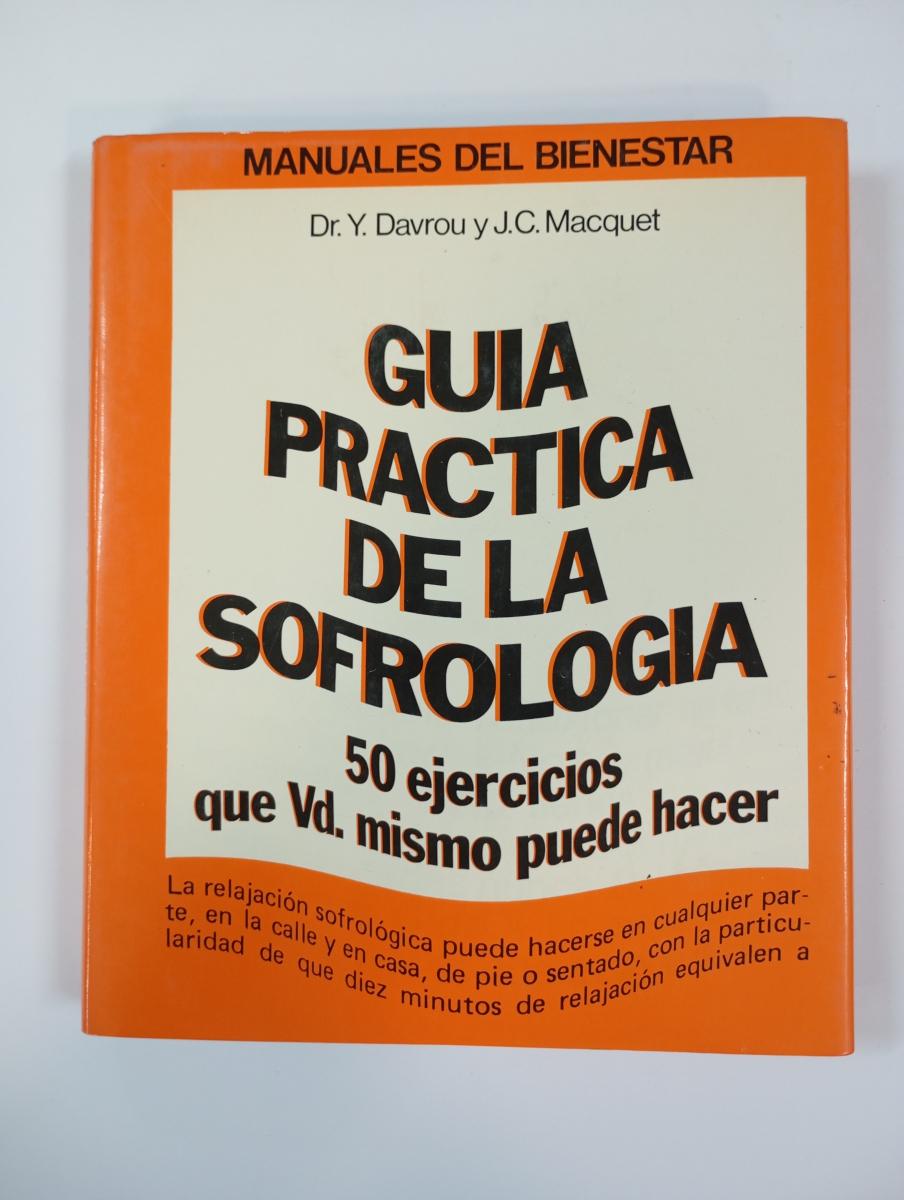 MANUALES DEL BIENESTAR
Dr. Y. Davrou y J.C. Macquet
GUIA
PRACTICA
DE LA
SOFROLOGIA
50 ejercicios
que Vd. mismo puede hacer
La relajación sofrológica puede hacerse en cualquier par-
te, en la calle y en casa, de pie o sentado, con la particu-
laridad de que diez minutos de relajación equivalen a